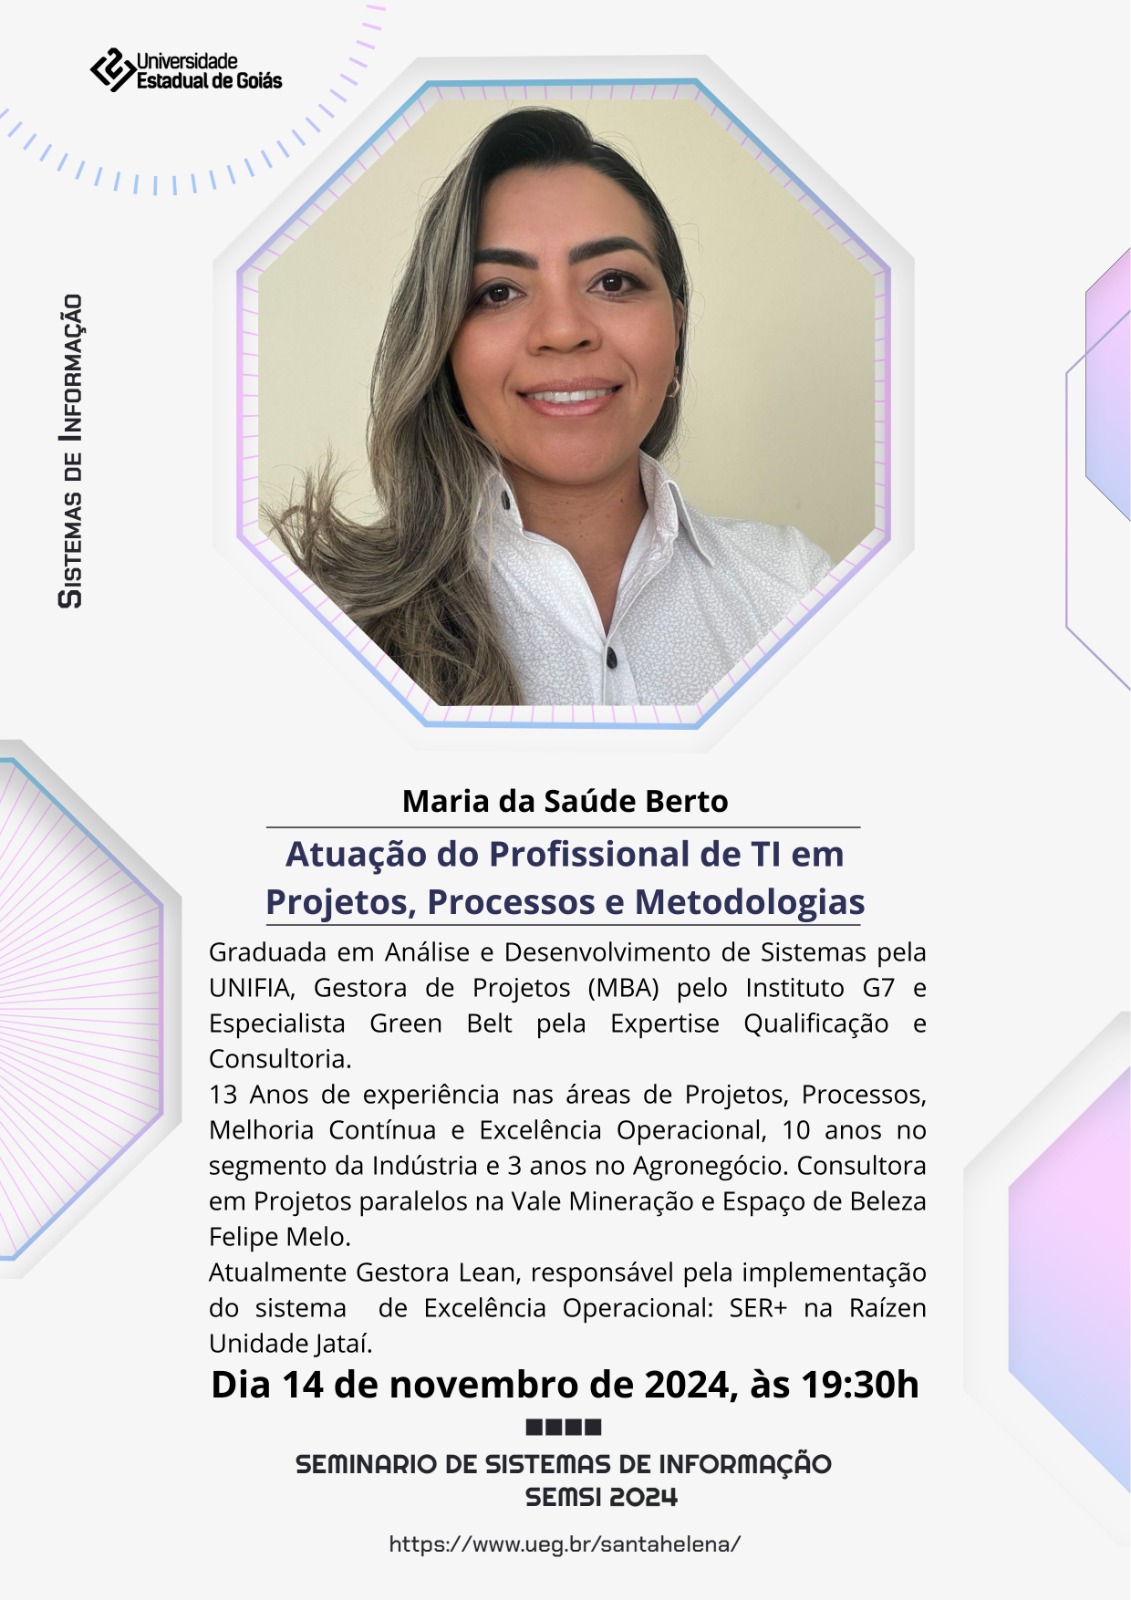 Universidade
Estadual de Goiás
Sistemas de Informação
Maria da Saúde Berto
Atuação do Profissional de TI em
Projetos, Processos e Metodologias
Graduada em Análise e Desenvolvimento de Sistemas pela
UNIFIA, Gestora de Projetos (MBA) pelo Instituto G7 e
Especialista Green Belt pela Expertise Qualificação e
Consultoria.
13 Anos de experiência nas áreas de Projetos, Processos,
Melhoria Contínua e Excelência Operacional, 10 anos no
segmento da Indústria e 3 anos no Agronegócio. Consultora
em Projetos paralelos na Vale Mineração e Espaço de Beleza
Felipe Melo.
Atualmente Gestora Lean, responsável pela implementação
do sistema de Excelência Operacional: SER+ na Raízen
Unidade Jataí.
Dia 14 de novembro de 2024, às 19:30h
SEMINARIO DE SISTEMAS DE INFORMAÇÃO
SEMSI 2024
https://www.ueg.br/santahelena/